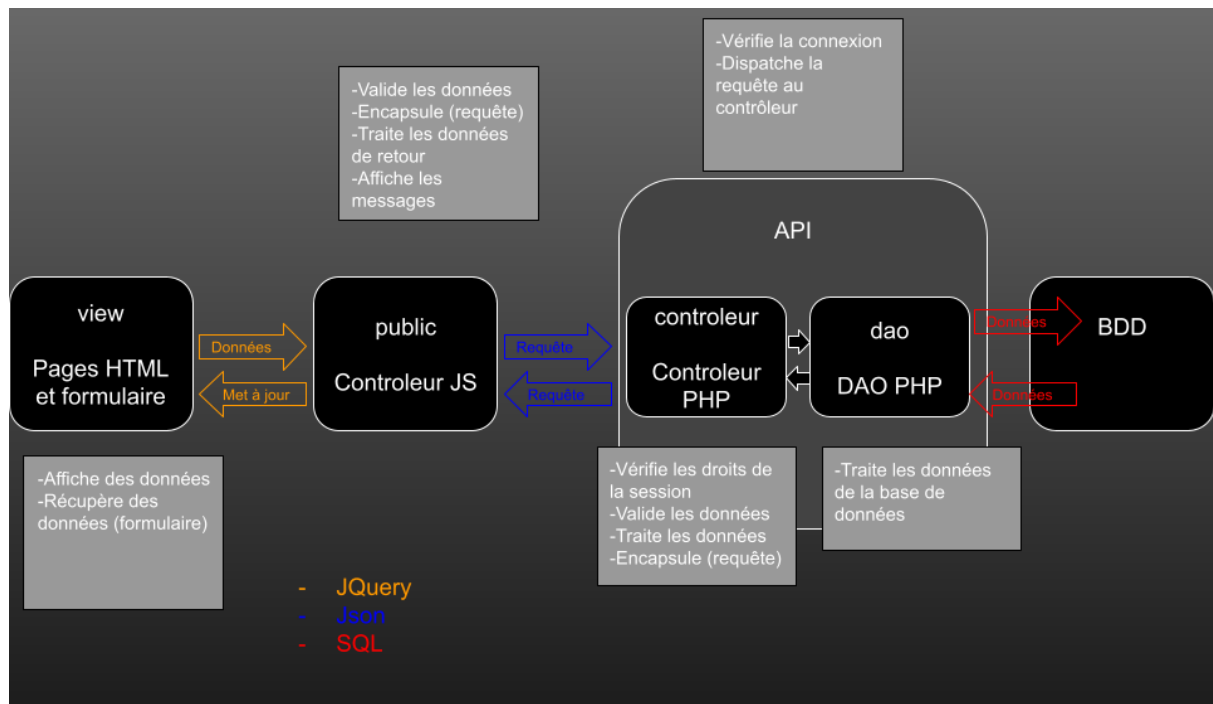 -Vérifie la connexion
-Dispatche la
requête au
contrôleur
-Valide les données
-Encapsule (requête)
-Traite les données
de retour
-Affiche les
messages
API
view
Pages HTML
et formulaire
Données
Met à jour
public
Controleur JS
Requête
Requête
controleur
Controleur
PHP
dao
DAO PHP
Données
Données
BDD
-Affiche des données
-Récupère des
données (formulaire)
-Vérifie les droits de
la session
-Valide les données
-Traite les données
-Encapsule (requête)
-Traite les données
de la base de
données
- JQuery
- Json
- SQL